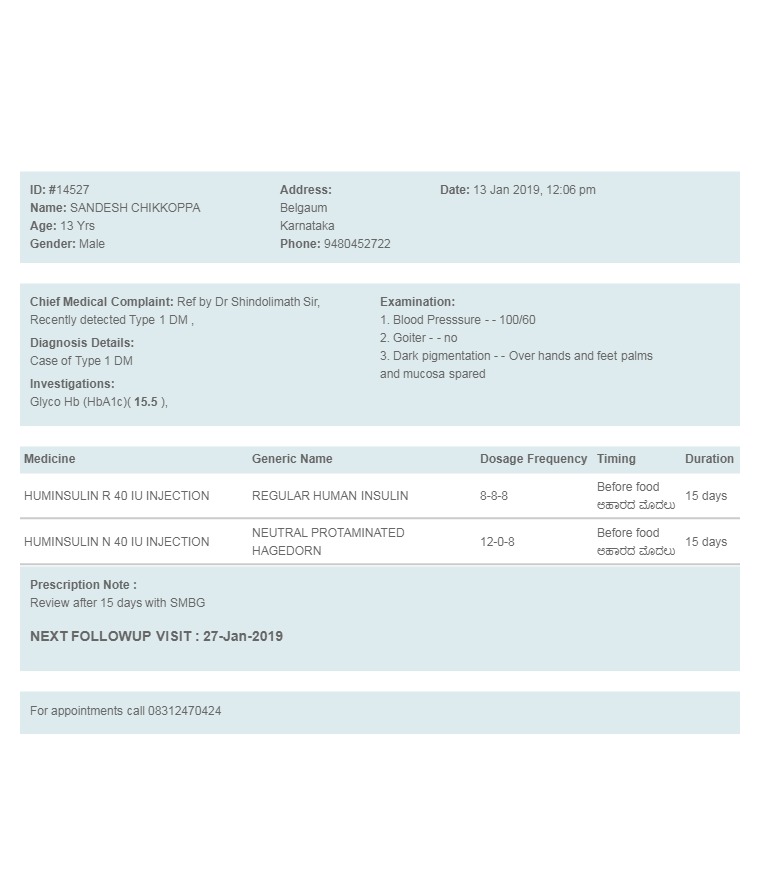 ID: #14527
Name: SANDESH CHIKKOPPA
Age: 13 Yrs
Gender: Male
Address:
Belgaum
Karnataka
Phone: 9480452722
Date: 13 Jan 2019, 12:06 pm
Chief Medical Complaint: Ref by Dr Shindolimath Sir,
Recently detected Type 1 DM ,
Diagnosis Details:
Case of Type 1 DM
Investigations:
Glyco Hb (HbA1c)( 15.5 ),
Examination:
1. Blood Presssure - - 100/60
2. Goiter - - no
3. Dark pigmentation - - Over hands and feet palms
and mucosa spared
Medicine Generic Name Dosage Frequency Timing Duration
HUMINSULIN R 40 IU INJECTION REGULAR HUMAN INSULIN 8-8-8 Before food
ಆಹಾರದ ಮೊದಲು 15 days
HUMINSULIN N 40 IU INJECTION NEUTRAL PROTAMINATED
HAGEDORN 12-0-8 Before food
ಆಹಾರದ ಮೊದಲು 15 days
Prescription Note :
Review after 15 days with SMBG
NEXT FOLLOWUP VISIT : 27-Jan-2019
For appointments call 08312470424